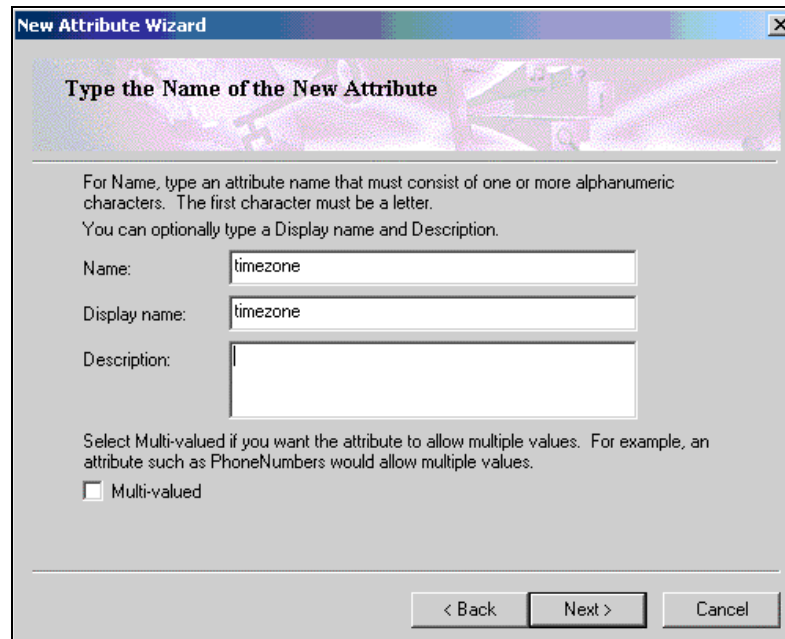 New Attribute Wizard
Type the Name of the New Attribute
For Name, type an attribute name that must consist of one or more alphanumeric
characters. The first character must be a letter.
You can optionally type a Display name and Description.
Name:
timezone
Display name:
timezone
Description:
Select Multi-valued if you want the attribute to allow multiple values. For example, an
attribute such as PhoneNumbers would allow multiple values.
Multi-valued
< Back
Next >
Cancel